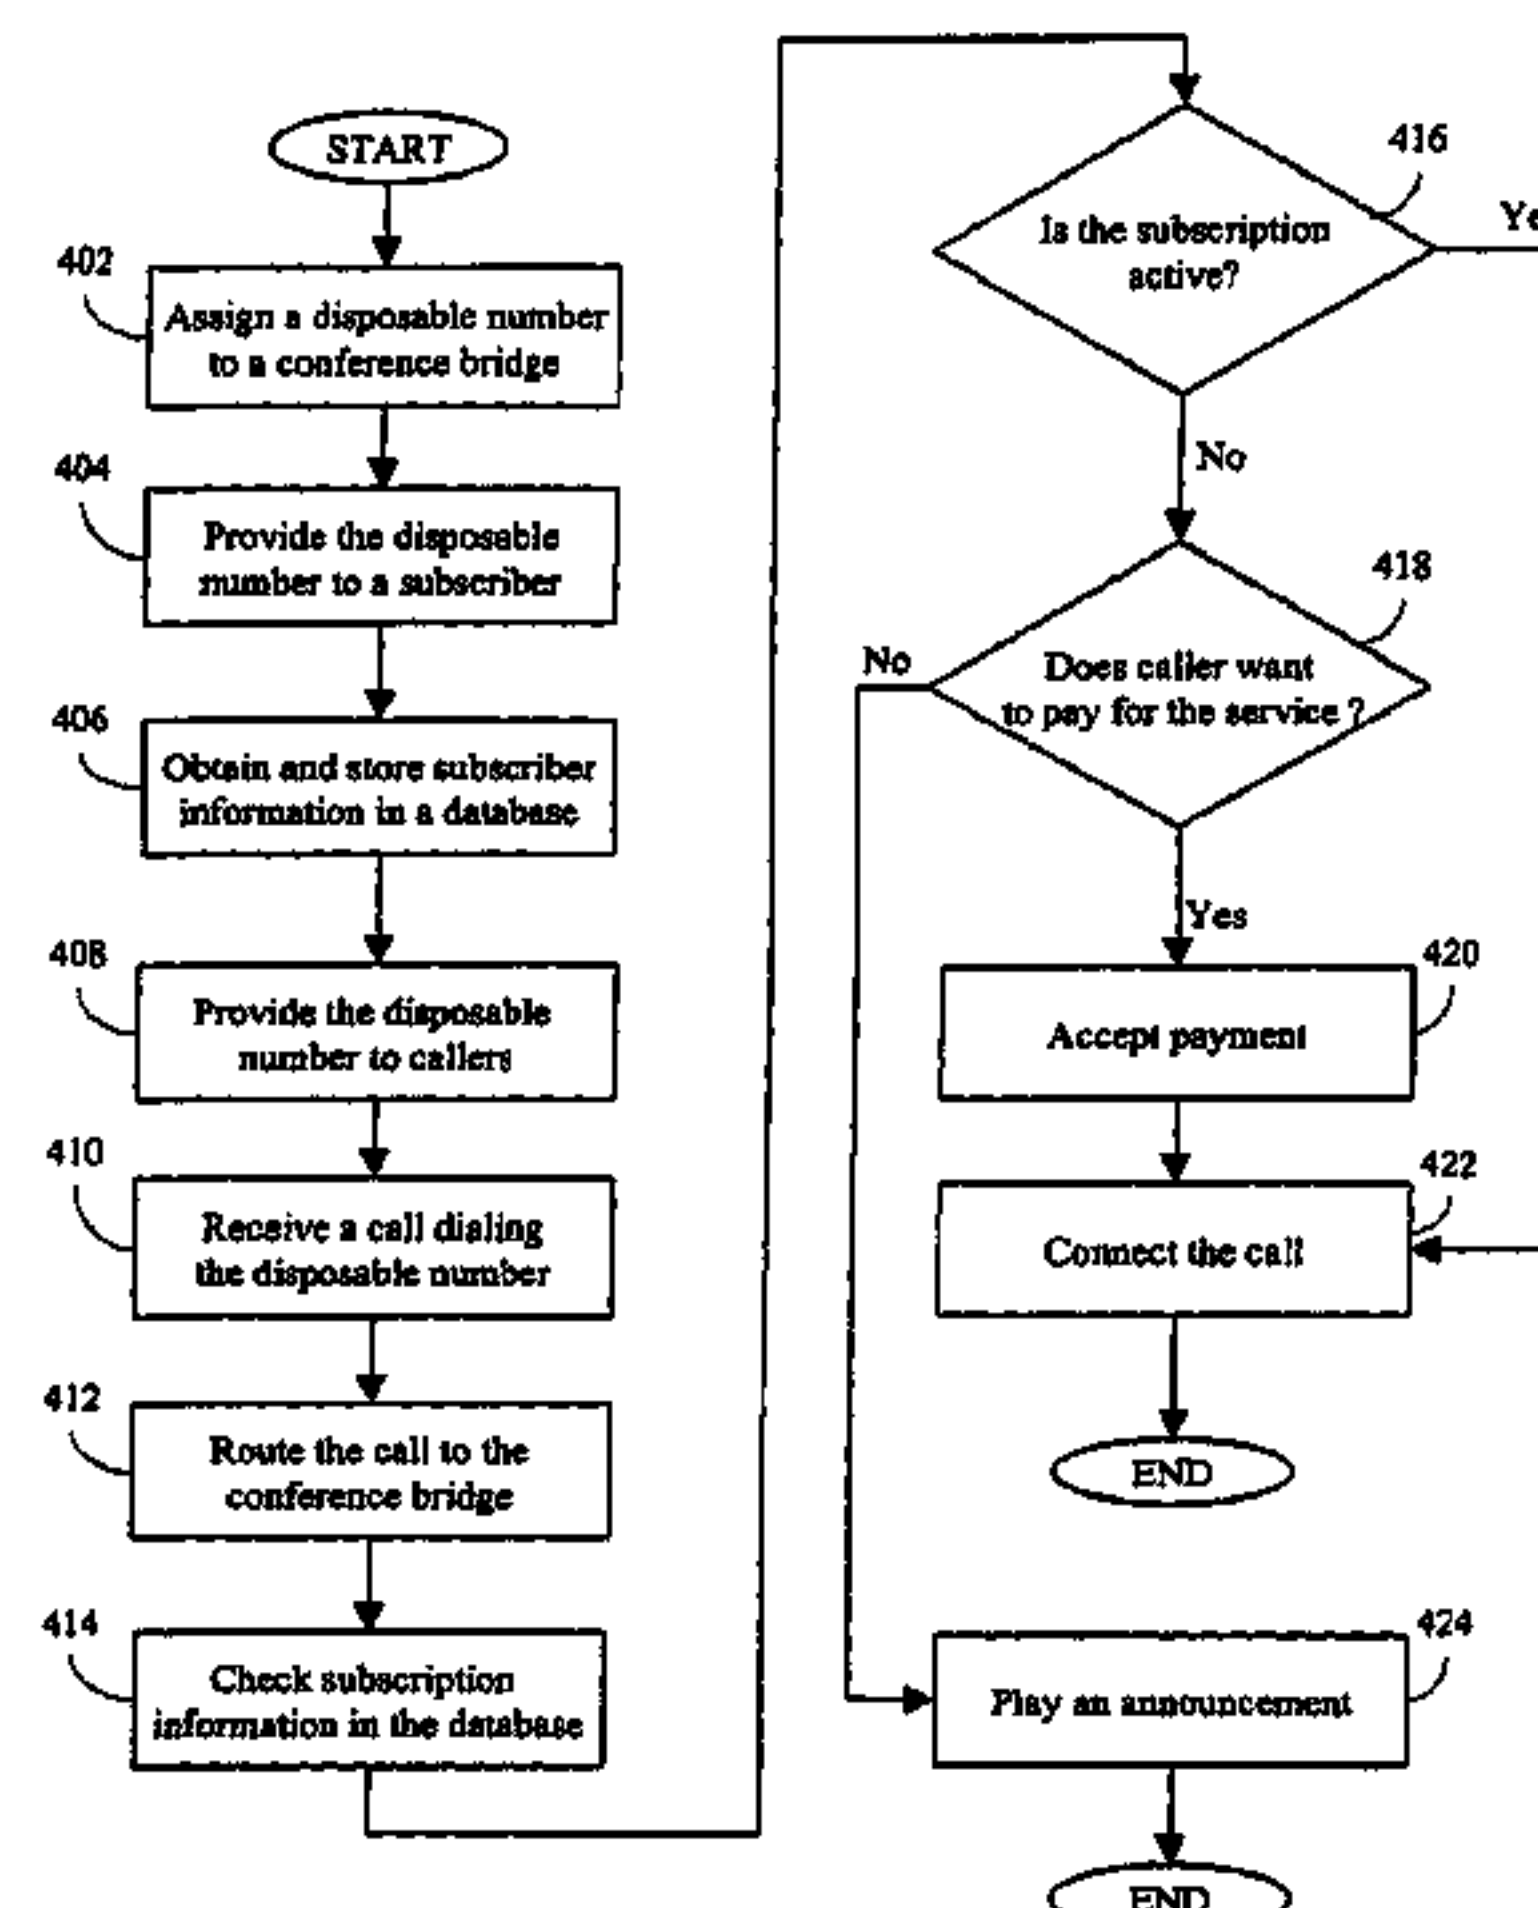 START
402
Assign a disposable number
to a conference bridge
404
Provide the disposable
number to a subscriber
406
Obtain and store subscriber
information in a database
408
Provide the disposable
number to callers
410
Receive a call dialing
the disposable number
412
Route the call to the
conference bridge
414
Check subscription
information in the database
416
Is the subscription
active?
Ye
No
418
Does caller want
to pay for the service ?
No
Yes
420
Accept payment
422
Connect the call
END
424
Play an announcement
END